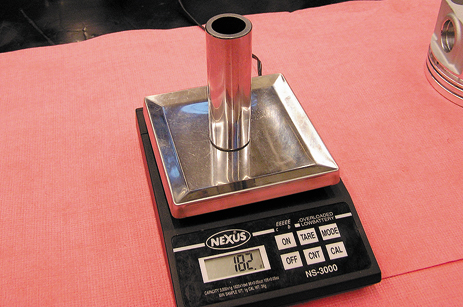 OVERLOADED
LOWBATTERY
NEXUS
ON TARE MODE
OFF CNT CAL
182.
NS-3000